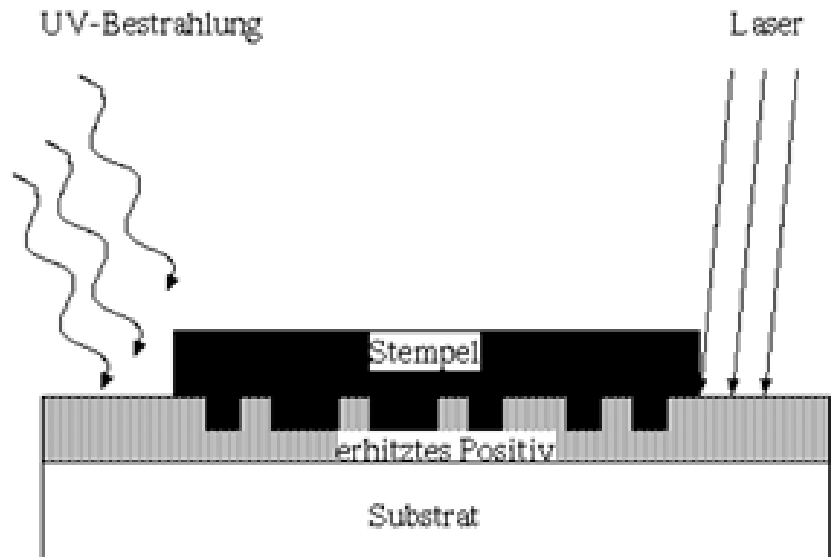 UV-Bestrahlung
Laser
Stempel
erhitztes Positiv
Substrat